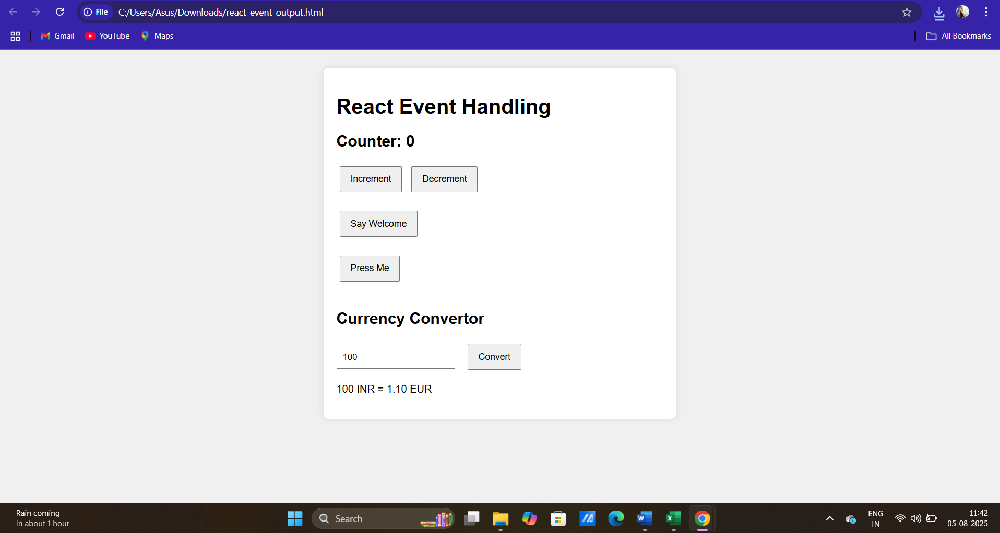 File C:/Users/Asus/Downloads/react_event_output.html
Gmail YouTube Maps All Bookmarks
React Event Handling
Counter: 0
Increment Decrement
Say Welcome
Press Me
Currency Convertor
100 Convert
100 INR = 1.10 EUR
Rain coming
In about 1 hour
Search
ENG
IN
11:42
05-08-2025